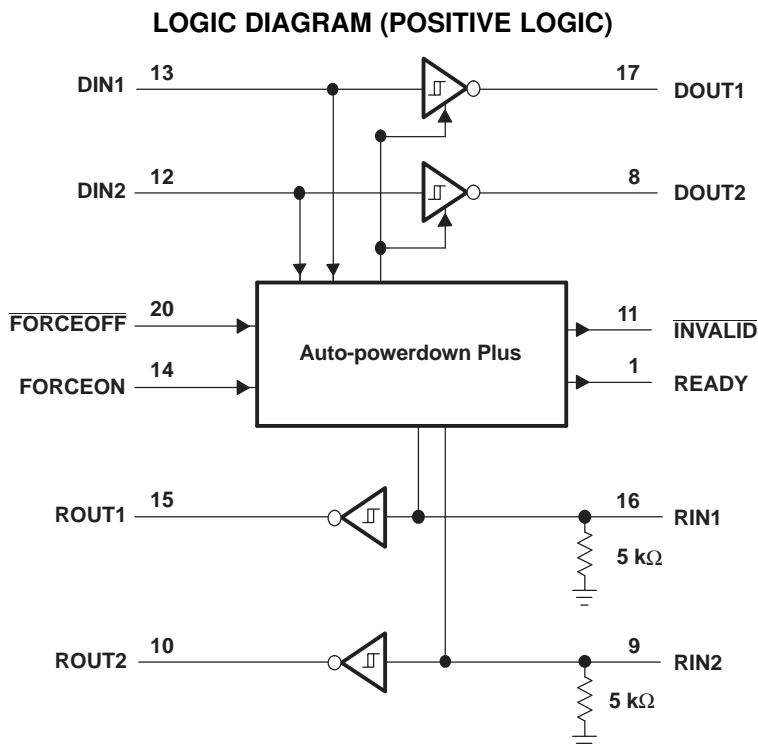 LOGIC DIAGRAM (POSITIVE LOGIC)
DIN1 13 17 DOUT1
DIN2 12 8 DOUT2
FORCEOFF 20 11 INVALID
Auto-powerdown Plus
FORCEON 14 1 READY
ROUT1 15 16 RIN1
5 kΩ
ROUT2 10 9 RIN2
5 kΩ